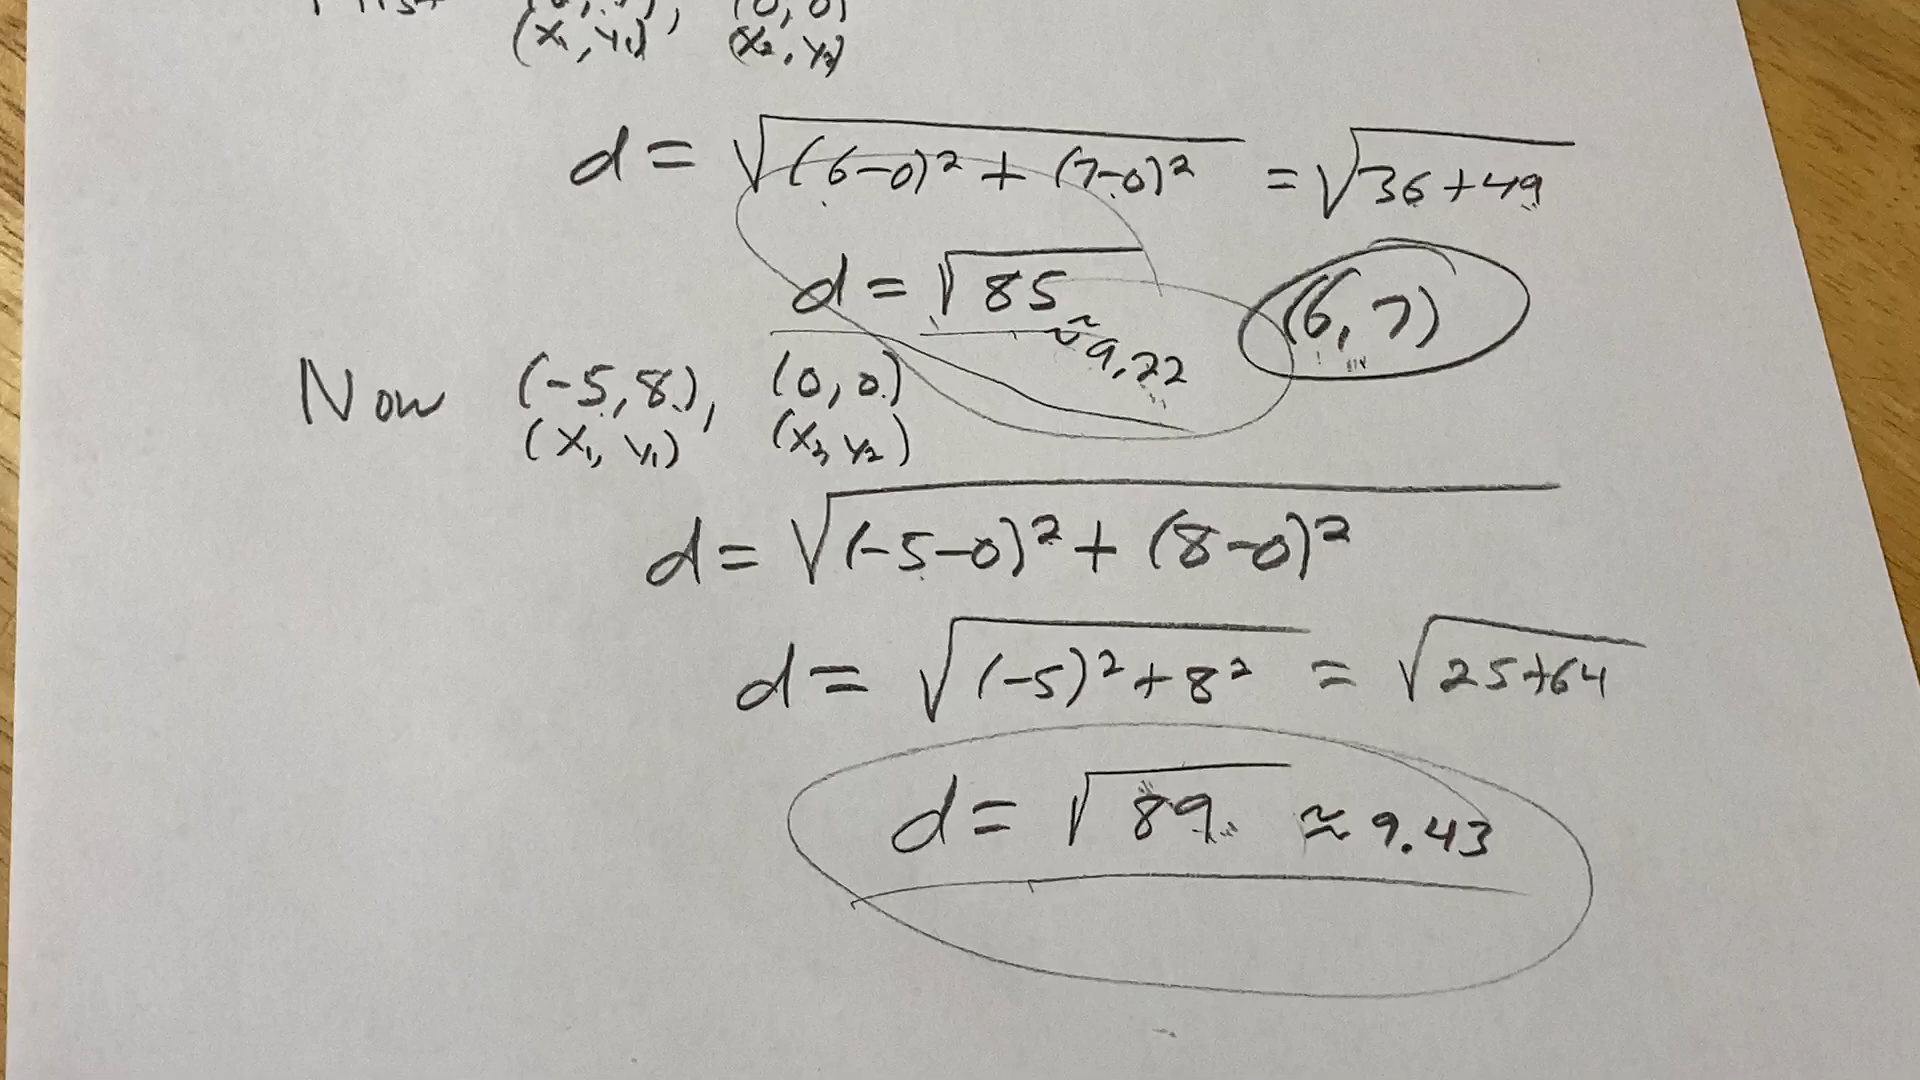 (x₁, y₁), (x₂, y₂)
d = √(6-0)² + (7-0)² = √36+49
d = √85 ≈ 9.22
(6, 7)
Now (-5, 8), (0, 0)
(x₁, y₁) (x₂, y₂)
d = √(-5-0)² + (8-0)²
d = √(-5)² + 8² = √25+64
d = √89 ≈ 9.43